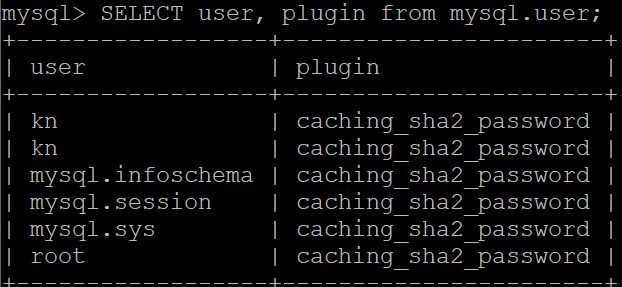 mysql> SELECT user, plugin from mysql.user;
+------------------+-----------------------+
| user             | plugin                |
+------------------+-----------------------+
| kn               | caching_sha2_password |
| kn               | caching_sha2_password |
| mysql.infoschema | caching_sha2_password |
| mysql.session    | caching_sha2_password |
| mysql.sys        | caching_sha2_password |
| root             | caching_sha2_password |
+------------------+-----------------------+